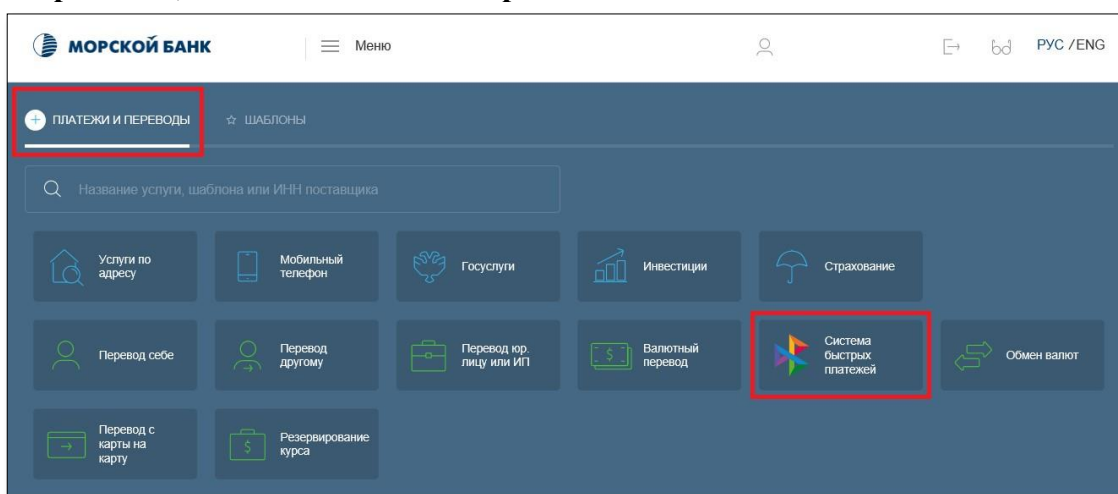 МОРСКОЙ БАНК
Меню
РУС /ENG
ПЛАТЕЖИ И ПЕРЕВОДЫ
ШАБЛОНЫ
Название услуги, шаблона или ИНН поставщика
Услуги по
адресу
Мобильный
телефон
Госуслуги
Инвестиции
Страхование
Перевод себе
Перевод
другому
Перевод юр.
лицу или ИП
Валютный
перевод
Система
быстрых
платежей
Обмен валют
Перевод с
карты на
карту
Резервирование
курса